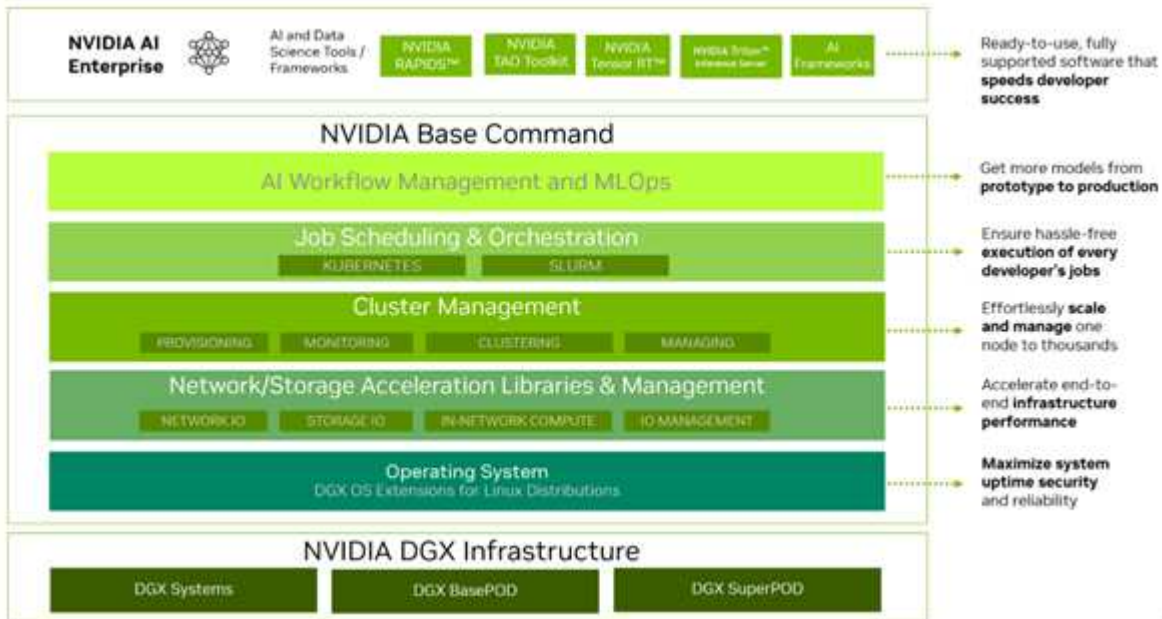 NVIDIA AI
Enterprise
AI and Data
Science Tools /
Frameworks
NVIDIA
RAPIDS™
NVIDIA
TAO Toolkit
NVIDIA
Tensor RT™
NVIDIA Triton™
Inference Server
AI
Frameworks
Ready-to-use, fully
supported software that
speeds developer
success
NVIDIA Base Command
AI Workflow Management and MLOps
Get more models from
prototype to production
Job Scheduling & Orchestration
KUBERNETES
SLURM
Ensure hassle-free
execution of every
developer's jobs
Cluster Management
PROVISIONING
MONITORING
CLUSTERING
MANAGING
Effortlessly scale
and manage one
node to thousands
Network/Storage Acceleration Libraries & Management
NETWORK IO
STORAGE IO
IN-NETWORK COMPUTE
IO MANAGEMENT
Accelerate end-to-
end infrastructure
performance
Operating System
DGX OS Extensions for Linux Distributions
Maximize system
uptime security
and reliability
NVIDIA DGX Infrastructure
DGX Systems
DGX BasePOD
DGX SuperPOD